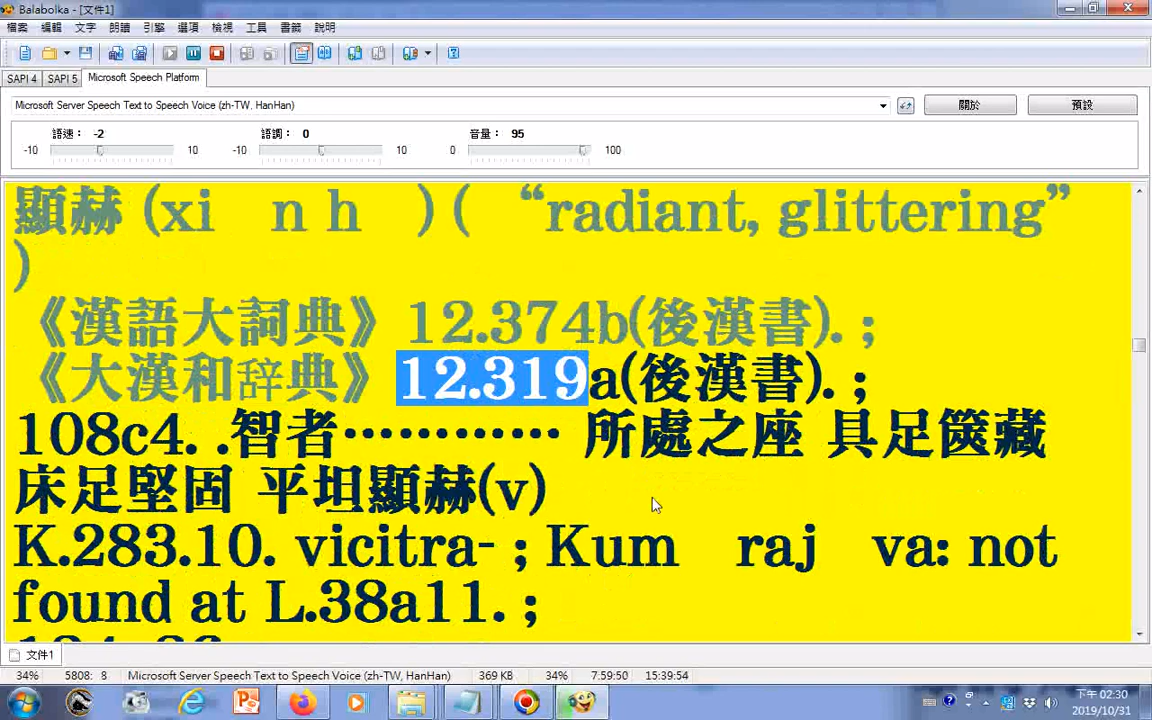 Balabolka - [文件1]
檔案 編輯 文字 朗讀 引擎 選項 檢視 工具 書籤 說明
SAPI 4 SAPI 5 Microsoft Speech Platform
Microsoft Server Speech Text to Speech Voice (zh-TW, HanHan) 關於 預設
語速： -2 語調： 0 音量： 95
-10 10 -10 10 0 100
顯赫 (xi n h ) ( “radiant, glittering”
)
《漢語大詞典》 12.374b(後漢書). ;
《大漢和辞典》 12.319a(後漢書). ;
108c4. .智者………… 所處之座 具足篋藏
床足堅固 平坦顯赫(v)
K.283.10. vicitra- ; Kum raj va: not
found at L.38a11. ;
文件1
34% 5808: 8 Microsoft Server Speech Text to Speech Voice (zh-TW, HanHan) 369 KB 34% 7:59:50 15:39:54
下午 02:30
2019/10/31